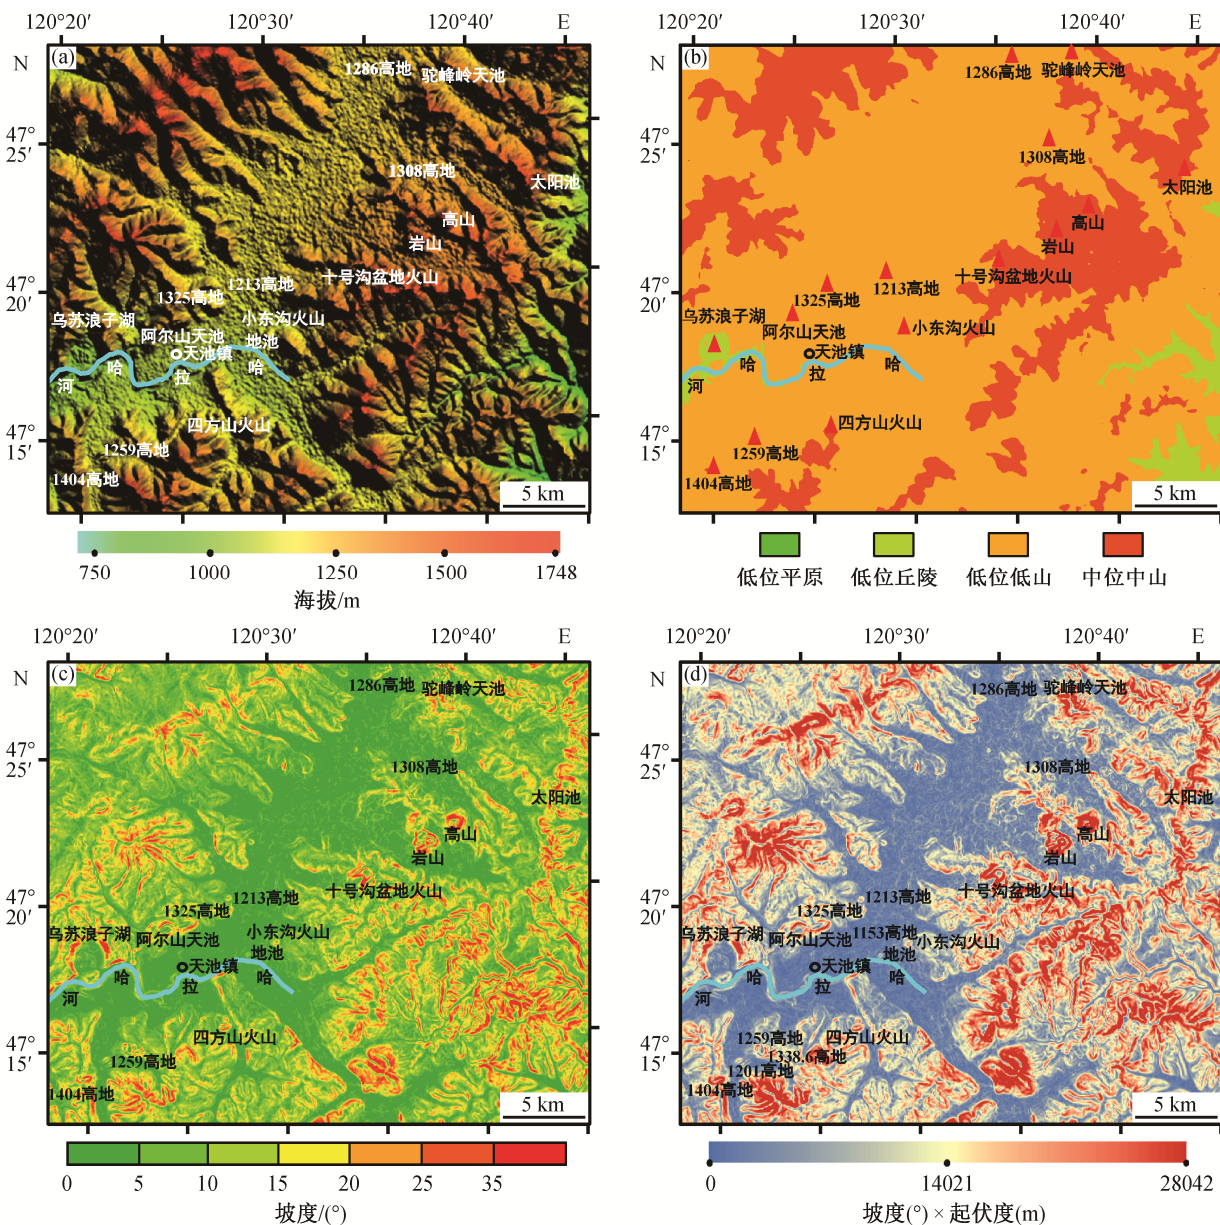 120°20′ 120°30′ 120°40′ E
(a)
N
47°
25′
47°
20′
47°
15′
1286高地
驼峰岭天池
1308高地
太阳池
高山
岩山
十号沟盆地火山
1213高地
1325高地
乌苏浪子湖
小东沟火山
阿尔山天池
地池
天池镇
哈
拉
哈
河
四方山火山
1259高地
1404高地
5 km
750 1000 1250 1500 1748
海拔/m
120°20′ 120°30′ 120°40′ E
(b)
N
47°
25′
47°
20′
47°
15′
1286高地
驼峰岭天池
1308高地
太阳池
高山
岩山
十号沟盆地火山
1213高地
1325高地
乌苏浪子湖
阿尔山天池
小东沟火山
天池镇
哈
拉
哈
河
四方山火山
1259高地
1404高地
5 km
低位平原 低位丘陵 低位低山 中位中山
120°20′ 120°30′ 120°40′ E
(c)
N
47°
25′
47°
20′
47°
15′
1286高地
驼峰岭天池
1308高地
太阳池
高山
岩山
十号沟盆地火山
1213高地
1325高地
乌苏浪子湖
阿尔山天池
小东沟火山
地池
天池镇
哈
拉
哈
河
四方山火山
1259高地
1404高地
5 km
0 5 10 15 20 25 35
坡度/(°)
120°20′ 120°30′ 120°40′ E
(d)
N
47°
25′
47°
20′
47°
15′
1286高地
驼峰岭天池
1308高地
太阳池
高山
岩山
十号沟盆地火山
1213高地
1325高地
乌苏浪子湖
阿尔山天池
1153高地
小东沟火山
地池
天池镇
哈
拉
哈
河
1259高地
四方山火山
1338.6高地
1201高地
1404高地
5 km
0 14021 28042
坡度(°) × 起伏度(m)